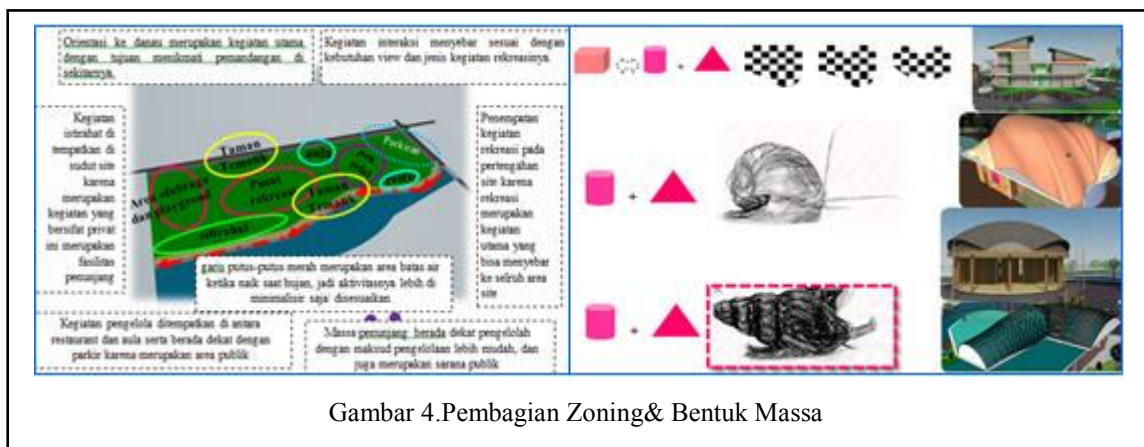 Orientasi ke danau merupakan kegiatan utama
dengan tujuan menikmati pemandangan di
sekitarnya.
Kegiatan interaksi menyebar sesuai dengan
kebutuhan view dan jenis kegiatan rekreasinya.
Kegiatan
istirahat di
tempatkan di
sudut site
karena
merupakan
kegiatan yang
bersifat privat
ini merupakan
fasilitas
penunjang
Taman
Tematik
aula
Parkiran
Area olahraga
dan playground
Pusat
rekreasi
Taman
Tematik
resto
istirahat
Penempatan
kegiatan
rekreasi pada
pertengahan
site karena
rekreasi
merupakan
kegiatan
utama yang
bisa menyebar
ke selruh area
site
garis putus-putus merah merupakan area batas air
ketika naik saat hujan, jadi aktivitasnya lebih di
minimalisir saja/ disesuaikan
Kegiatan pengelola ditempatkan di antara
restaurant dan aula serta berada dekat dengan
parkir karena merupakan area publik
Massa penunjang berada dekat pengelolah
dengan maksud pengelolaan lebih mudah, dan
juga merupakan sarana publik
+
+
+
Gambar 4.Pembagian Zoning& Bentuk Massa